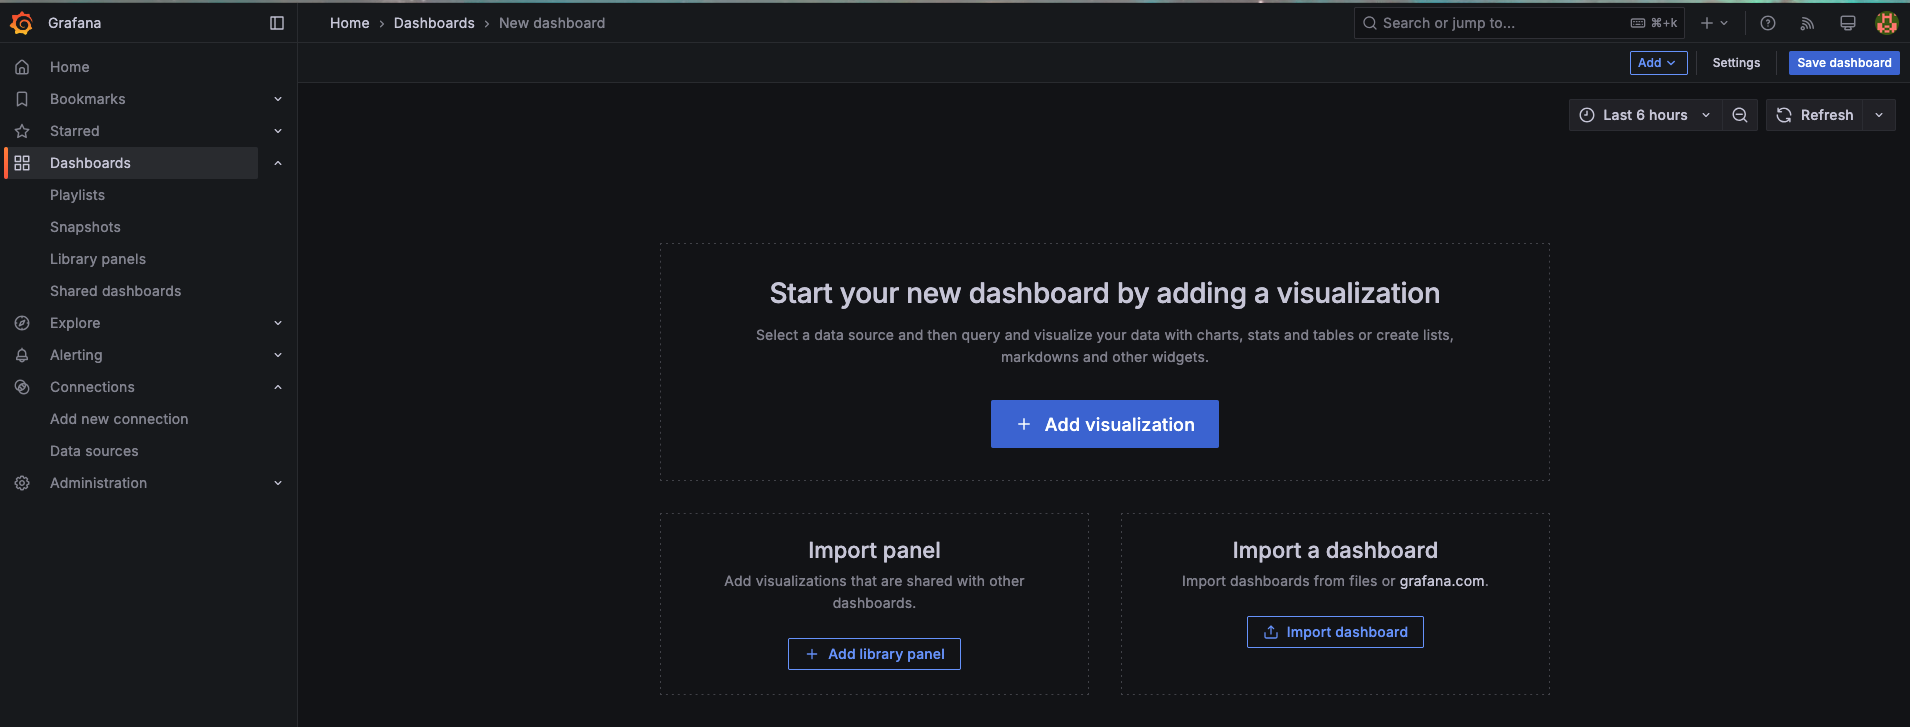 Grafana
Home
Dashboards
New dashboard
Search or jump to...
⌘+k
Add
Settings
Save dashboard
Last 6 hours
Refresh
Home
Bookmarks
Starred
Dashboards
Playlists
Snapshots
Library panels
Shared dashboards
Explore
Alerting
Connections
Add new connection
Data sources
Administration
Start your new dashboard by adding a visualization
Select a data source and then query and visualize your data with charts, stats and tables or create lists,
markdowns and other widgets.
Add visualization
Import panel
Add visualizations that are shared with other
dashboards.
Add library panel
Import a dashboard
Import dashboards from files or grafana.com.
Import dashboard